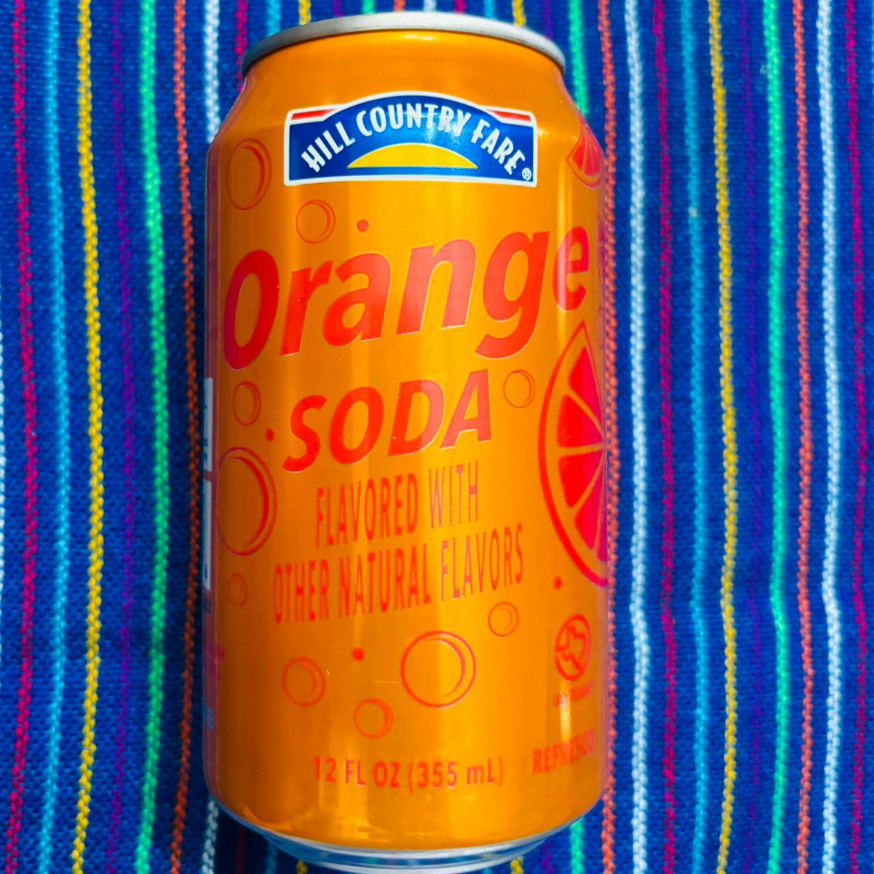 HILL COUNTRY FARE®
Orange
SODA
FLAVORED WITH
OTHER NATURAL FLAVORS
12 FL OZ (355 mL)